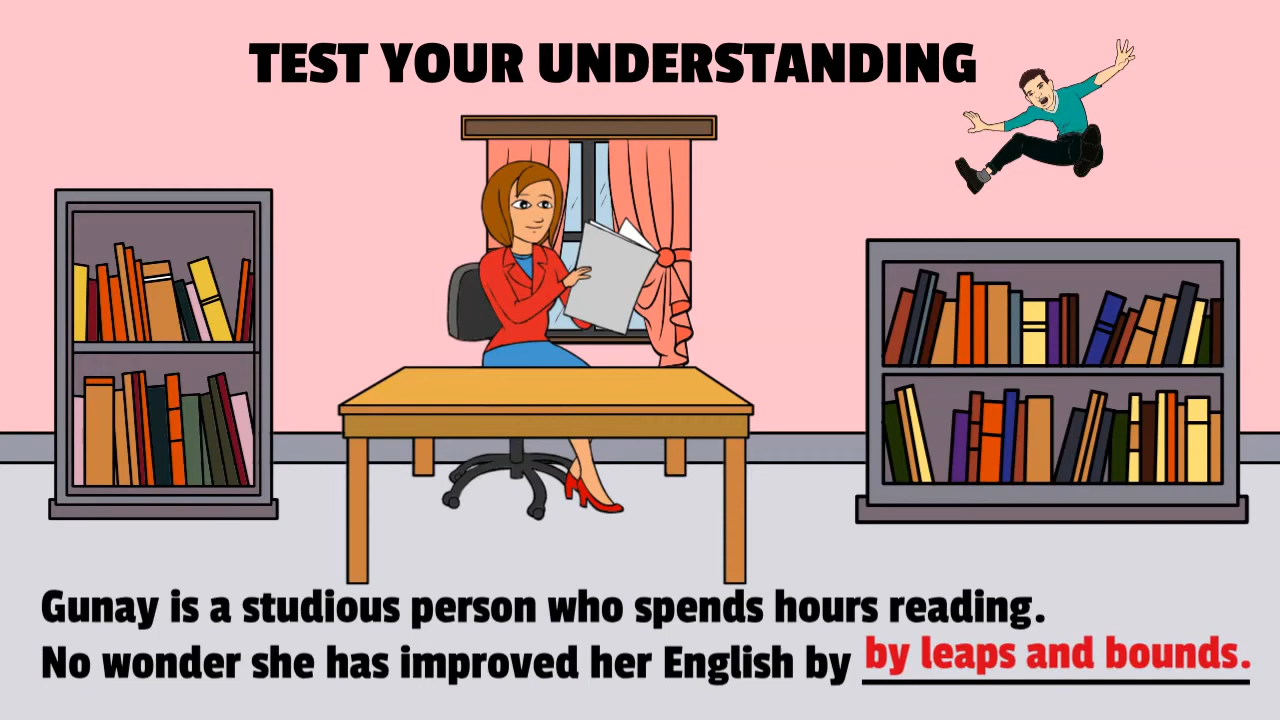 TEST YOUR UNDERSTANDING
Gunay is a studious person who spends hours reading.
No wonder she has improved her English by by leaps and bounds.